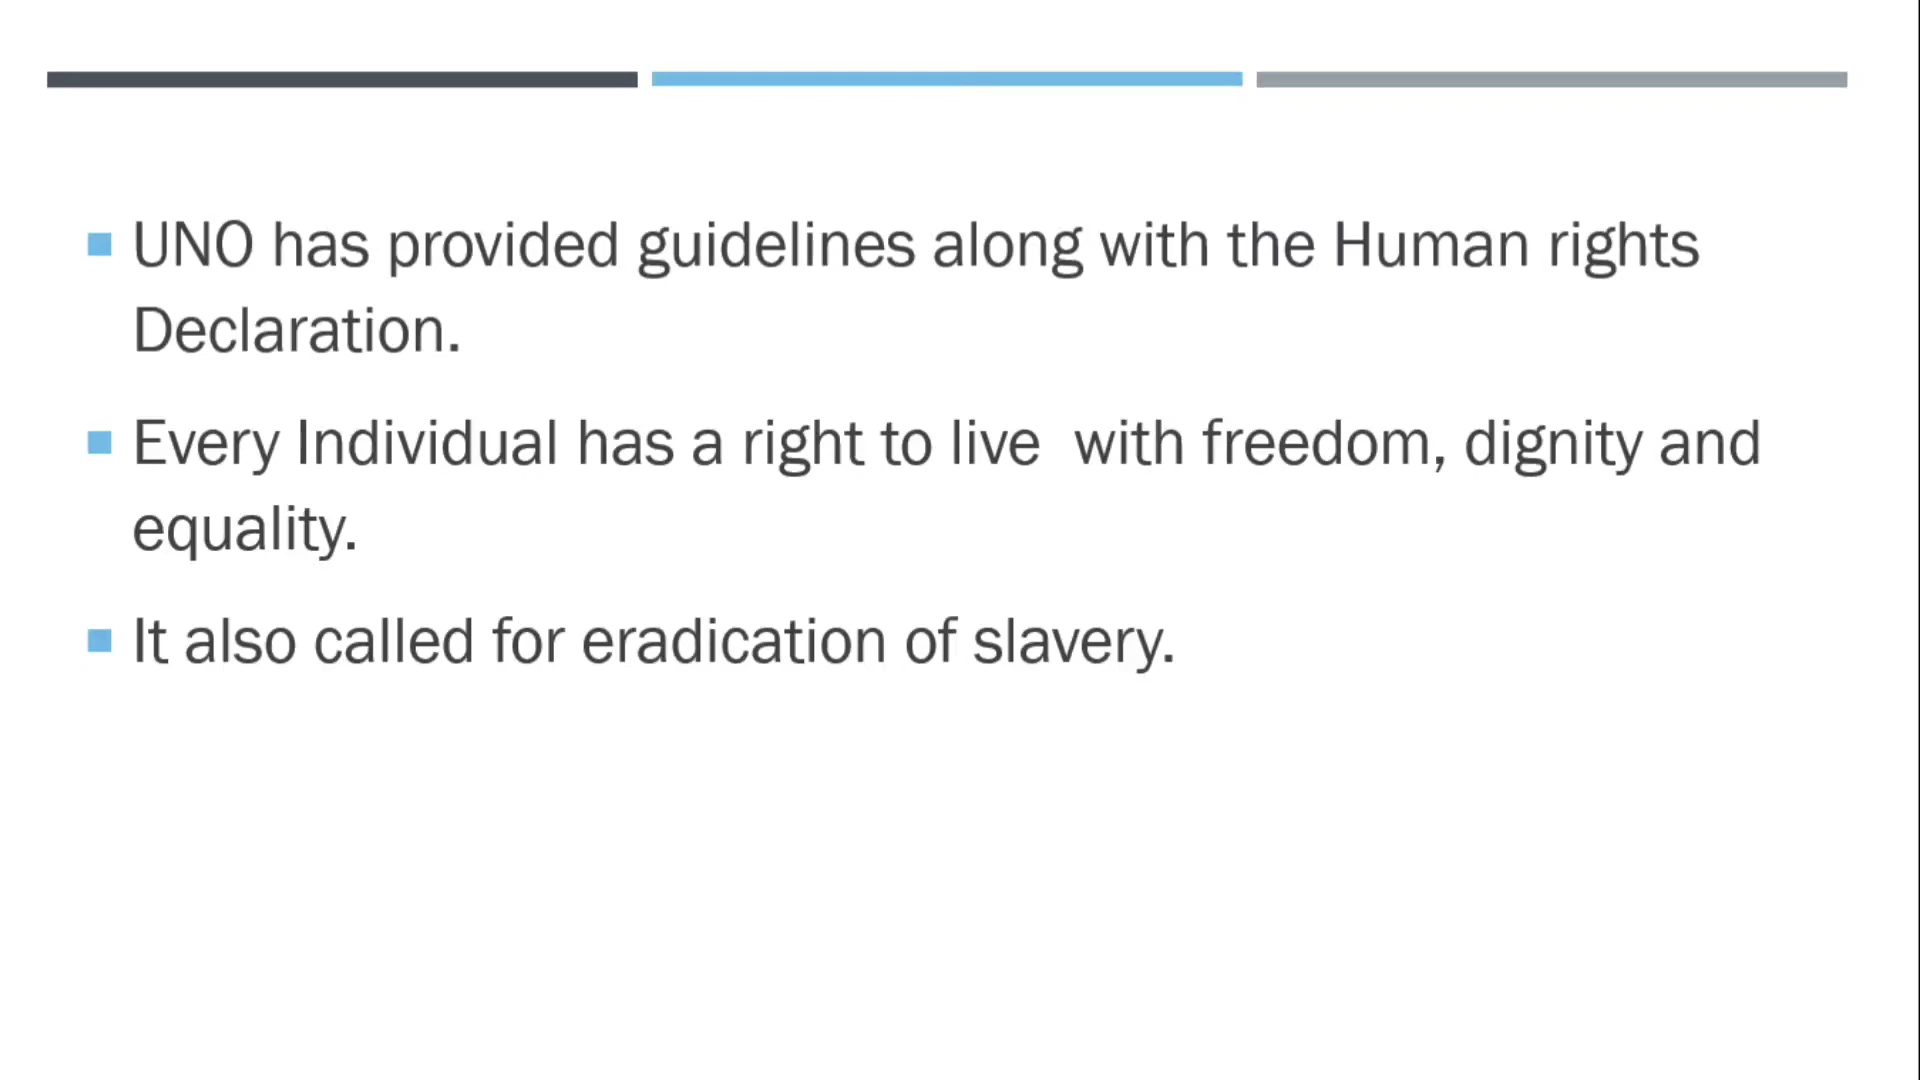 UNO has provided guidelines along with the Human rights
Declaration.
Every Individual has a right to live  with freedom, dignity and
equality.
It also called for eradication of slavery.